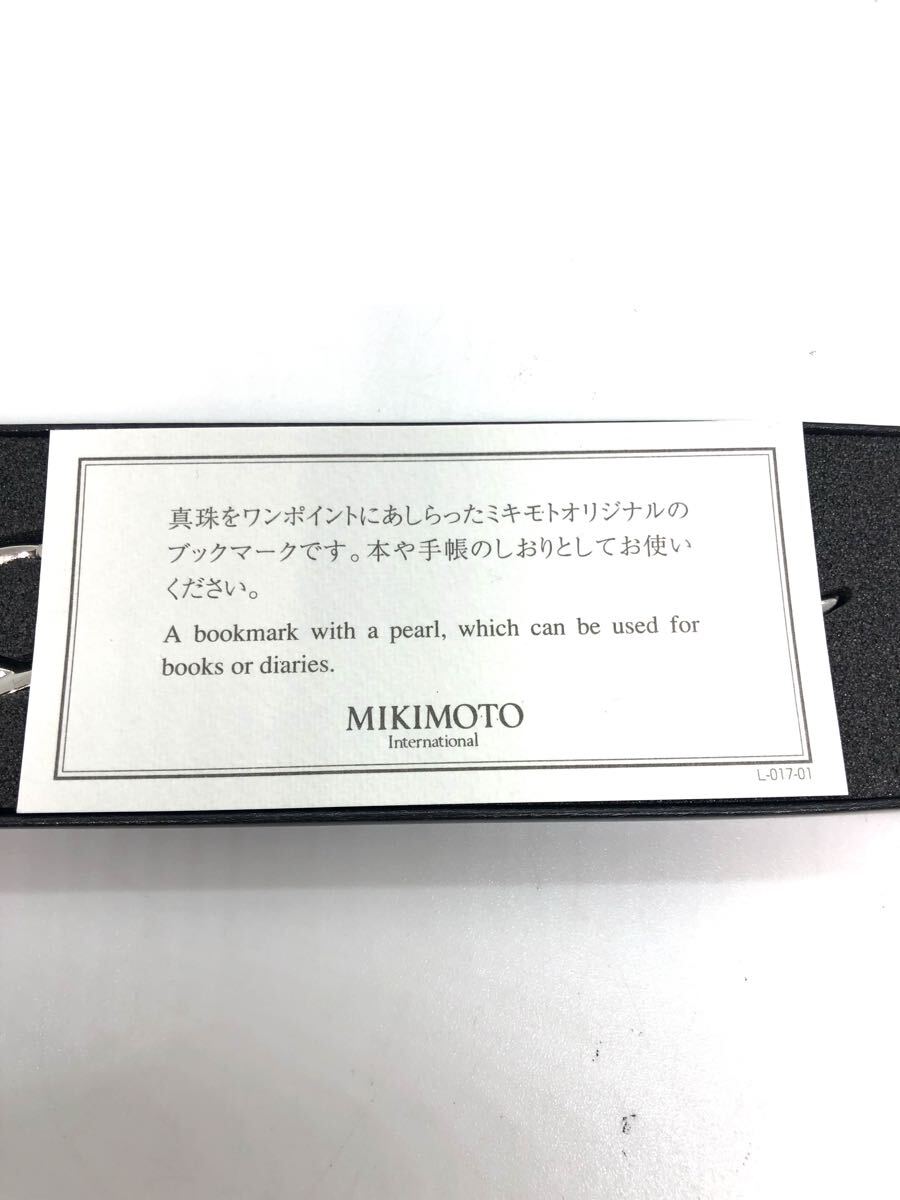 真珠をワンポイントにあしらったミキモトオリジナルの
ブックマークです。本や手帳のしおりとしてお使い
ください。
A bookmark with a pearl, which can be used for
books or diaries.
MIKIMOTO
International
L-017-01